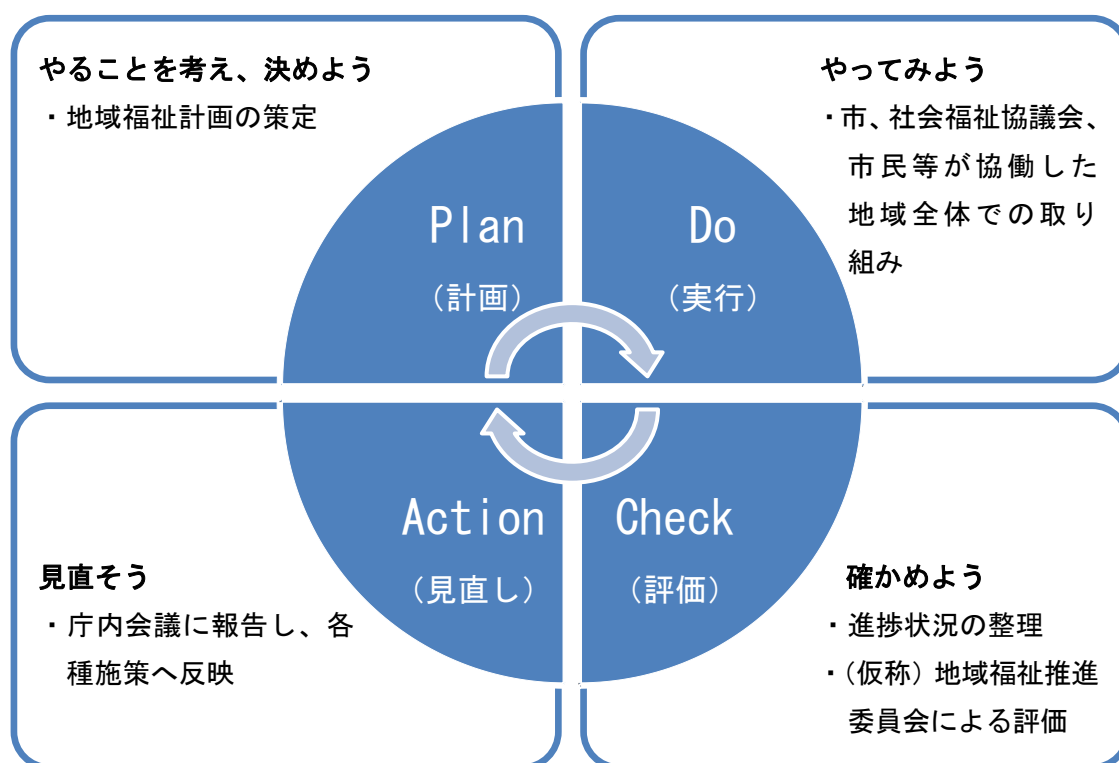 やることを考え、決めよう
・地域福祉計画の策定
Plan
（計画）
やってみよう
・市、社会福祉協議会、
市民等が協働した
地域全体での取り
組み
Do
（実行）
Action
（見直し）
見直そう
・庁内会議に報告し、各
種施策へ反映
Check
（評価）
確かめよう
・進捗状況の整理
・（仮称）地域福祉推進
委員会による評価